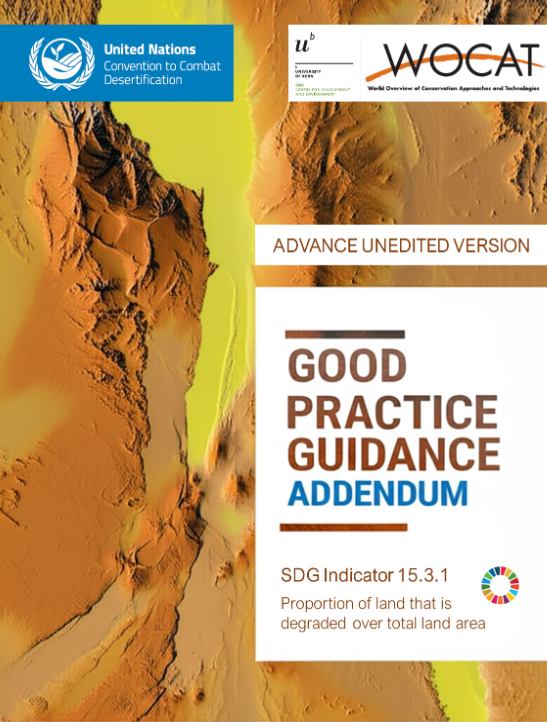 United Nations
Convention to Combat
Desertification
u
b
UNIVERSITY
OF BERN
CDE
CENTRE FOR DEVELOPMENT
AND ENVIRONMENT
WOCAT
World Overview of Conservation Approaches and Technologies
ADVANCE UNEDITED VERSION
GOOD
PRACTICE
GUIDANCE
ADDENDUM
SDG Indicator 15.3.1
Proportion of land that is
degraded over total land area